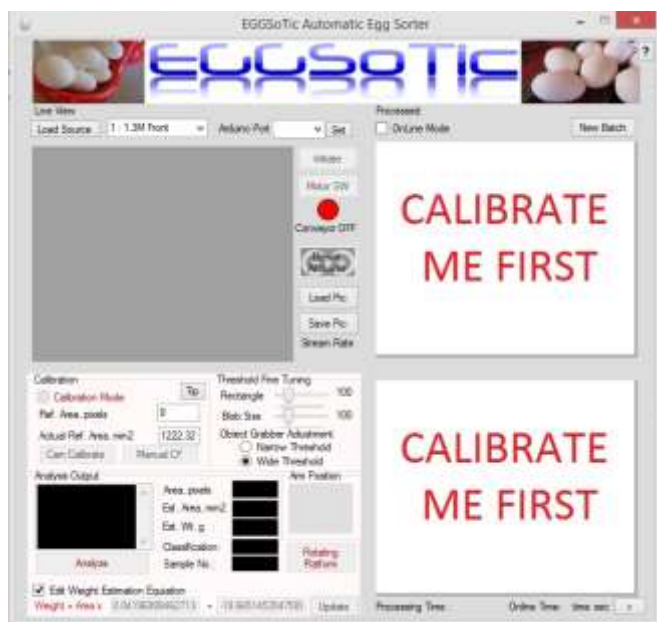 EGGSoTic Automatic Egg Sorter
EGGSoTic
?
Live View
Load Source
1 : 1.3M Front
Arduino Port
Set
Initiate
Motor SW
Conveyor OFF
Load Pic
Save Pic
Stream Rate
Processed
OnLine Mode
New Batch
CALIBRATE
ME FIRST
Calibration
Calibration Mode
Tip
Ref. Area, pixels
0
Actual Ref. Area, mm2
1222.32
Cam Calibrate
Manual CF
Threshold Fine Tuning
Rectangle
100
Blob Size
100
Object Grabber Adjustment
Narrow Threshold
Wide Threshold
Analysis Output
Area, pixels
Est. Area, mm2
Est. Wt., g
Classification
Sample No.:
Analyze
Arm Position
Rotating
Platform
Edit Weight Estimation Equation
Weight = Area x
+
Update
CALIBRATE
ME FIRST
Processing Time:
Online Time:
time sec